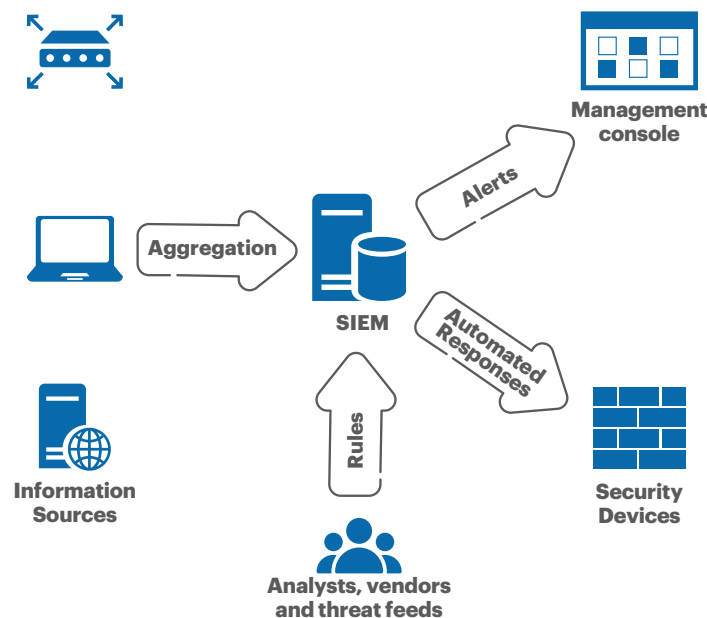 Management
console
Alerts
Aggregation
SIEM
Automated
Responses
Rules
Information
Sources
Security
Devices
Analysts, vendors
and threat feeds